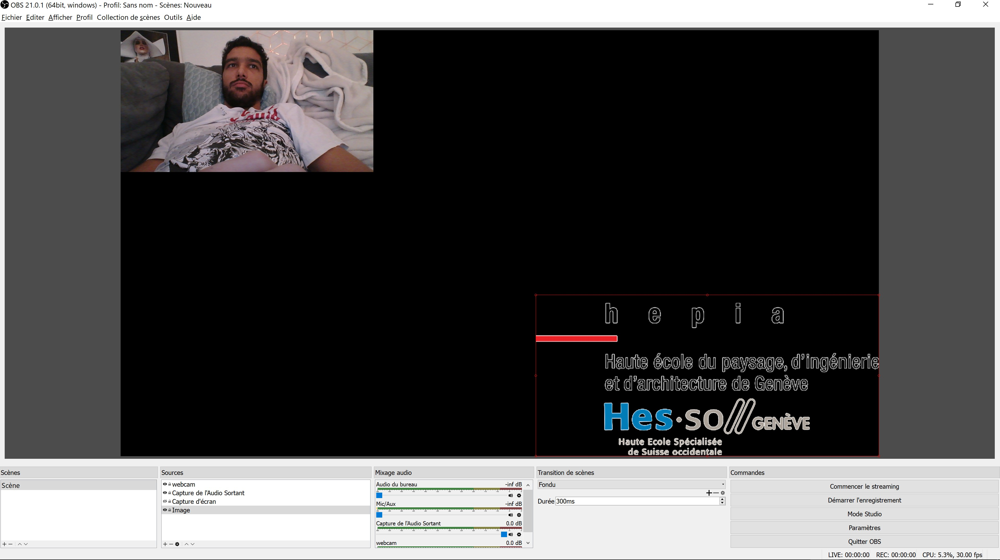 OBS 21.0.1 (64bit, windows) - Profil: Sans nom - Scènes: Nouveau
Fichier Editer Afficher Profil Collection de scènes Outils Aide
h e p i a
Haute école du paysage, d'ingénierie
et d'architecture de Genève
Hes·SO GENÈVE
Haute Ecole Spécialisée
de Suisse occidentale
Scènes
Scène
Sources
webcam
Capture de l'Audio Sortant
Capture d'écran
Image
Mixage audio
Audio du bureau -inf dB
Mic/Aux -inf dB
Capture de l'Audio Sortant 0.0 dB
webcam 0.0 dB
Transition de scènes
Fondu
Durée 300ms
Commandes
Commencer le streaming
Démarrer l'enregistrement
Mode Studio
Paramètres
Quitter OBS
LIVE: 00:00:00 REC: 00:00:00 CPU: 5.3%, 30.00 fps